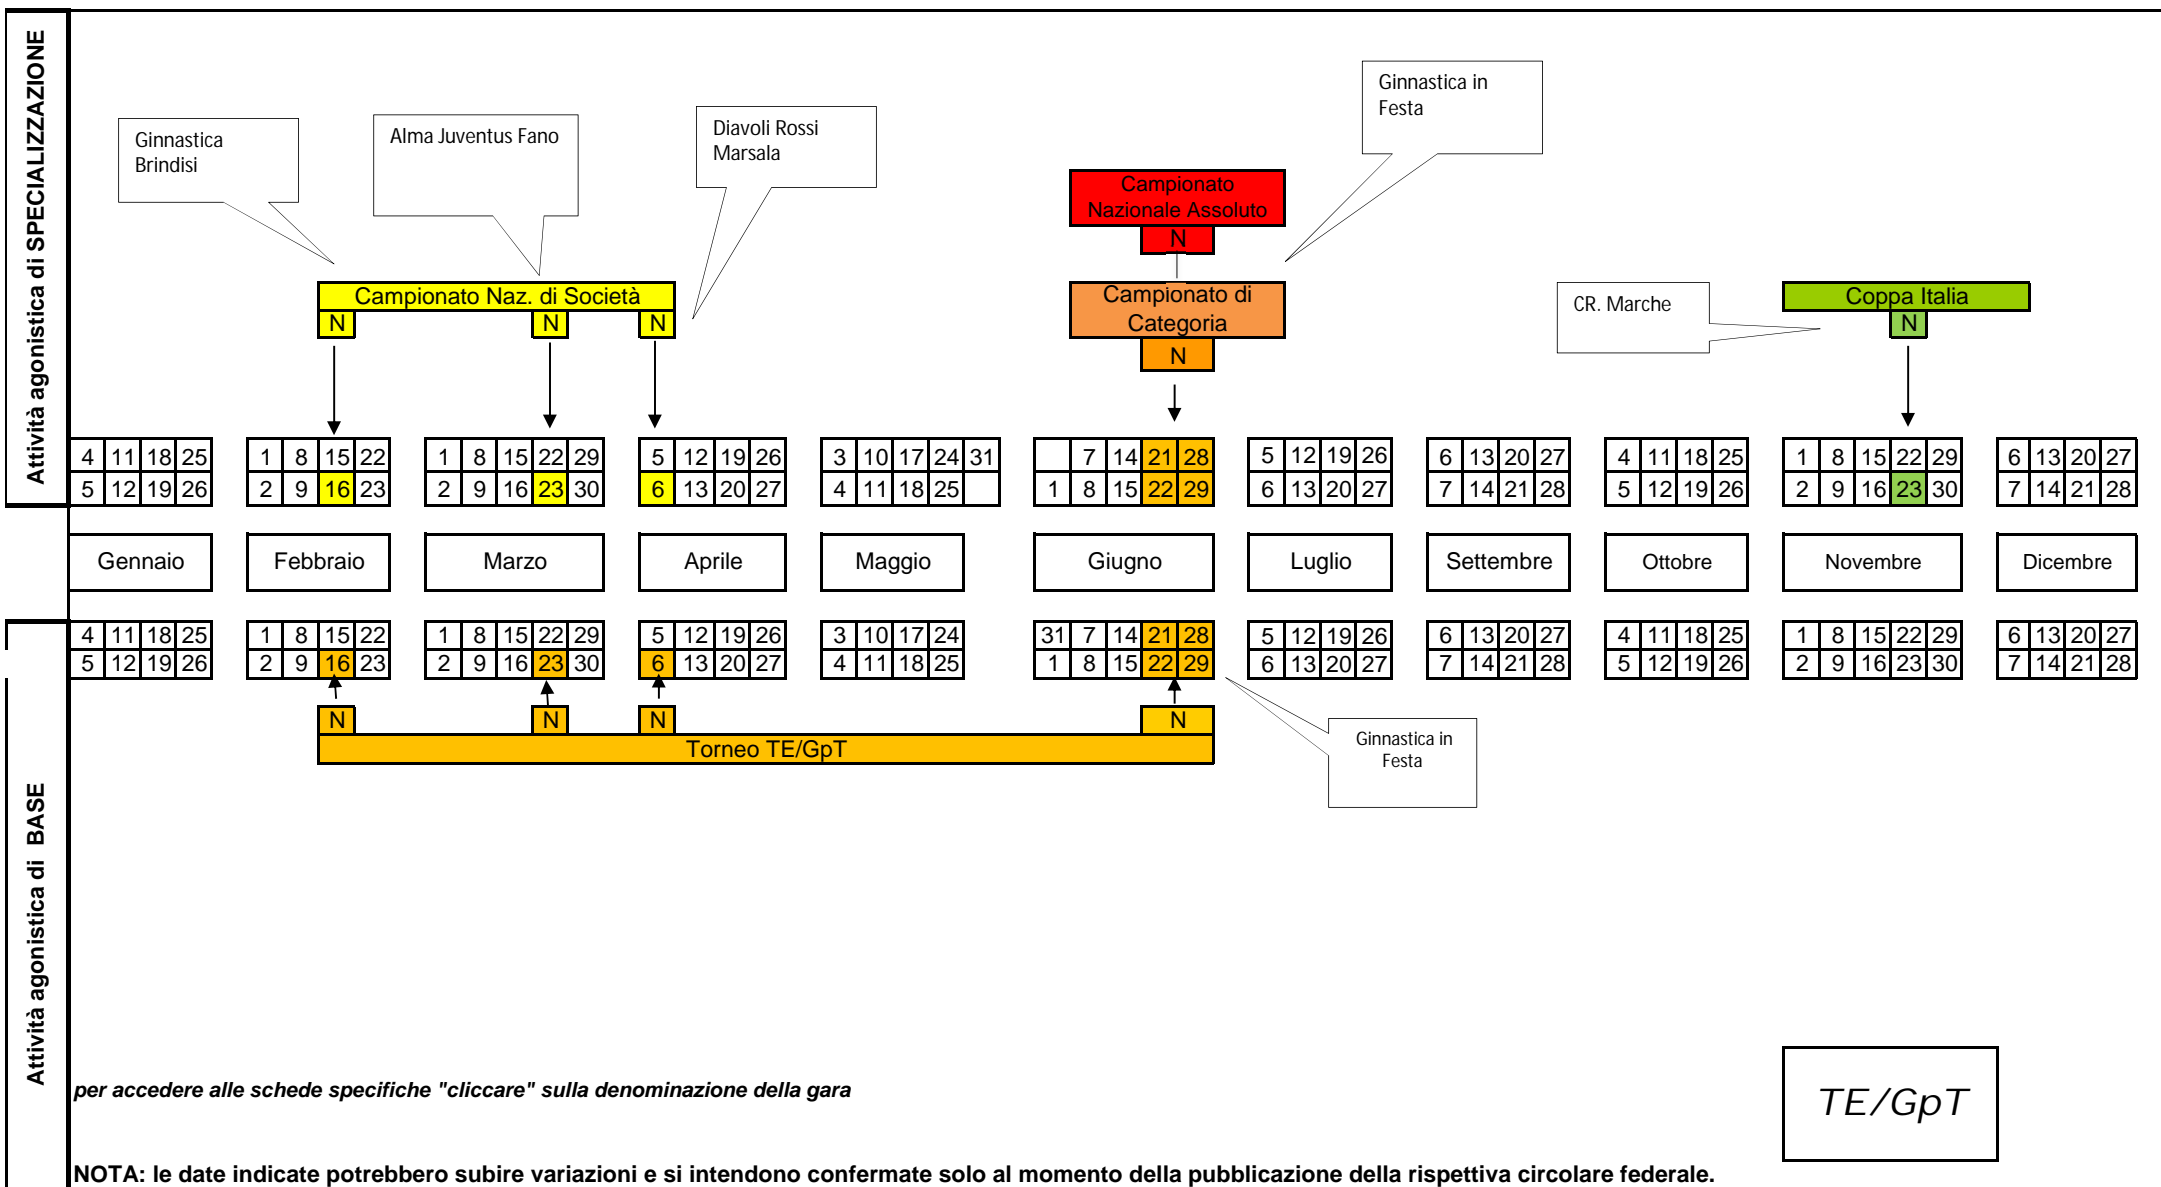 Attività agonistica di SPECIALIZZAZIONE
Ginnastica
Brindisi
Alma Juventus Fano
Diavoli Rossi
Marsala
Ginnastica in
Festa
Campionato
Nazionale Assoluto
N
Campionato Naz. di Società
N N N
Campionato di
Categoria
N
CR. Marche
Coppa Italia
N
4 11 18 25 1 8 15 22 1 8 15 22 29 5 12 19 26 3 10 17 24 31 7 14 21 28 5 12 19 26 6 13 20 27 4 11 18 25 1 8 15 22 29 6 13 20 27
5 12 19 26 2 9 16 23 2 9 16 23 30 6 13 20 27 4 11 18 25 1 8 15 22 29 6 13 20 27 7 14 21 28 5 12 19 26 2 9 16 23 30 7 14 21 28
Gennaio Febbraio Marzo Aprile Maggio Giugno Luglio Settembre Ottobre Novembre Dicembre
Attività agonistica di BASE
4 11 18 25 1 8 15 22 1 8 15 22 29 5 12 19 26 3 10 17 24 31 7 14 21 28 5 12 19 26 6 13 20 27 4 11 18 25 1 8 15 22 29 6 13 20 27
5 12 19 26 2 9 16 23 2 9 16 23 30 6 13 20 27 4 11 18 25 1 8 15 22 29 6 13 20 27 7 14 21 28 5 12 19 26 2 9 16 23 30 7 14 21 28
N N N N
Torneo TE/GpT
Ginnastica in
Festa
per accedere alle schede specifiche "cliccare" sulla denominazione della gara
TE/GpT
NOTA: le date indicate potrebbero subire variazioni e si intendono confermate solo al momento della pubblicazione della rispettiva circolare federale.